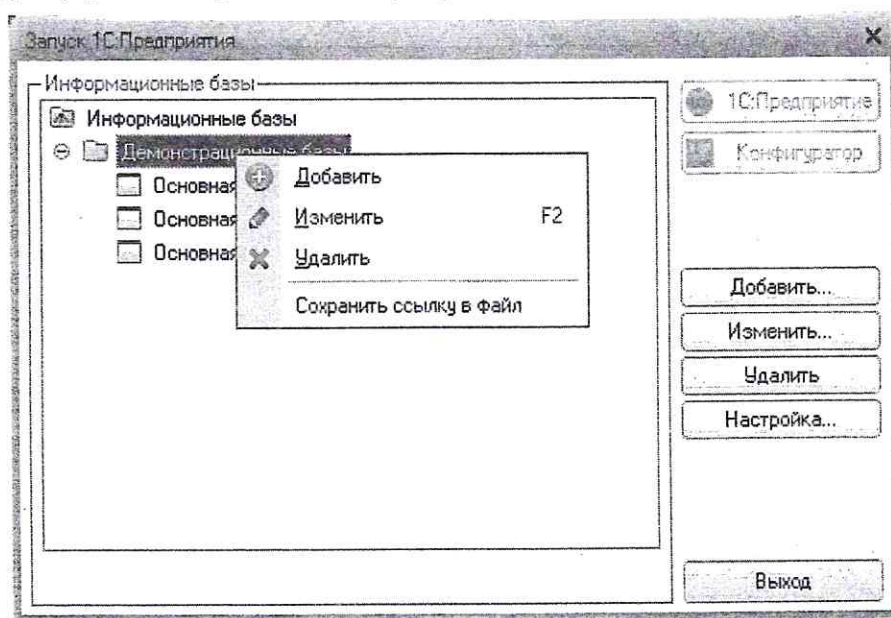 Запуск 1С:Предприятия
Информационные базы
1С:Предприятие
Информационные базы
Конфигуратор
Демонстрационные базы
Основная
Основная
Основная
Добавить
Изменить F2
Удалить
Сохранить ссылку в файл
Добавить...
Изменить...
Удалить
Настройка...
Выход